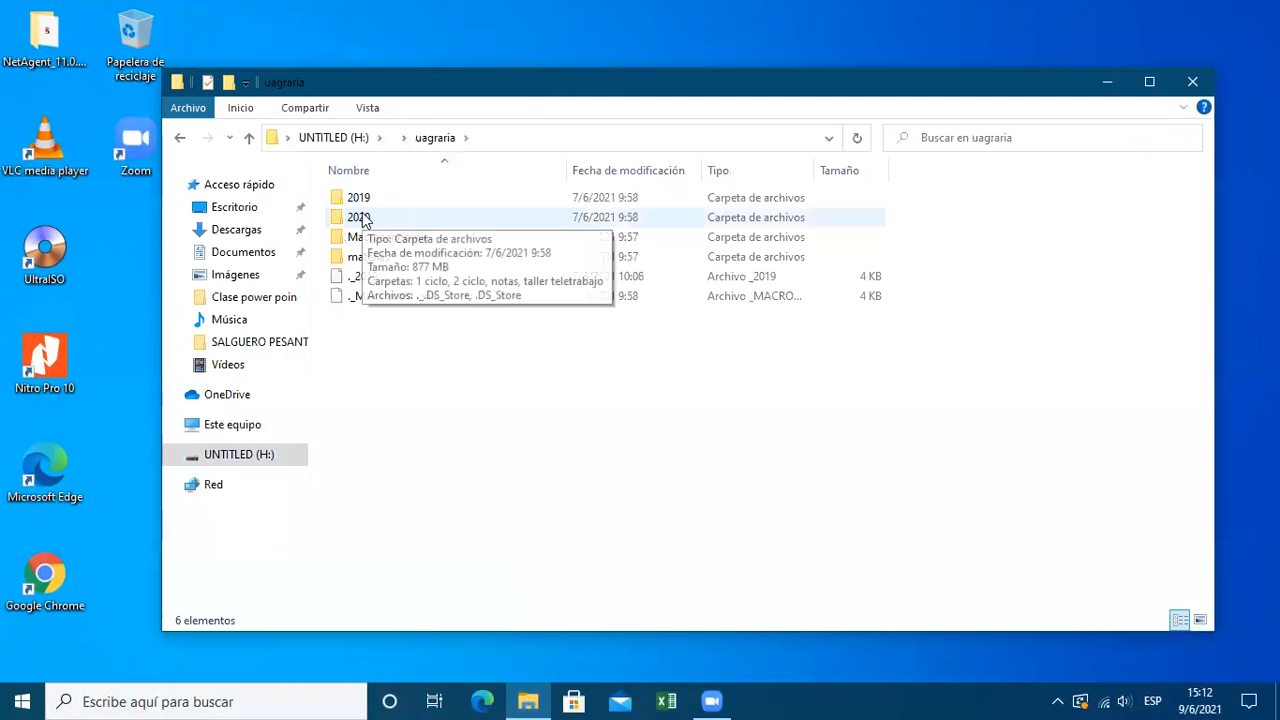 NetAgent_11.0....
Papelera de
reciclaje
VLC media player
Zoom
UltraISO
Nitro Pro 10
Microsoft Edge
Google Chrome
uagraria
Archivo
Inicio
Compartir
Vista
UNTITLED (H:)
uagraria
Buscar en uagraria
Acceso rápido
Escritorio
Descargas
Documentos
Imágenes
Clase power poin
Música
SALGUERO PESANT
Vídeos
OneDrive
Este equipo
UNTITLED (H:)
Red
Nombre Fecha de modificación Tipo Tamaño
2019 7/6/2021 9:58 Carpeta de archivos
7/6/2021 9:58 Carpeta de archivos
9:57 Carpeta de archivos
9:57 Carpeta de archivos
10:06 Archivo _2019 4 KB
9:58 Archivo _MACRO... 4 KB
Tipo: Carpeta de archivos
Fecha de modificación: 7/6/2021 9:58
Tamaño: 877 MB
Carpetas: 1 ciclo, 2 ciclo, notas, taller teletrabajo
Archivos: ._.DS_Store, .DS_Store
6 elementos
Escribe aquí para buscar
ESP
15:12
9/6/2021